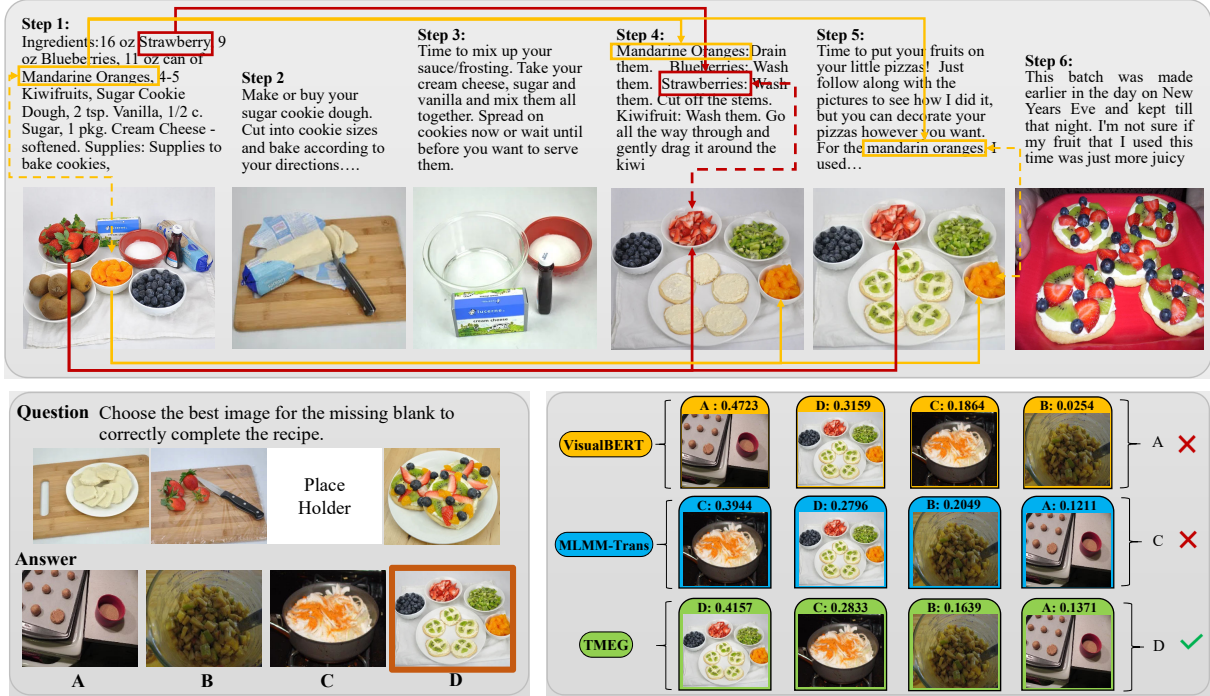 Step 1:
Ingredients:16 oz Strawberry, 9
oz Blueberries, 11 oz can of
Mandarine Oranges, 4-5
Kiwifruits, Sugar Cookie
Dough, 2 tsp. Vanilla, 1/2 c.
Sugar, 1 pkg. Cream Cheese -
softened. Supplies: Supplies to
bake cookies,
Step 2
Make or buy your
sugar cookie dough.
Cut into cookie sizes
and bake according to
your directions….
Step 3:
Time to mix up your
sauce/frosting. Take your
cream cheese, sugar and
vanilla and mix them all
together. Spread on
cookies now or wait until
before you want to serve
them.
Step 4:
Mandarine Oranges:Drain
them. Blueberries: Wash
them. Strawberries: Wash
them. Cut off the stems.
Kiwifruit: Wash them. Go
all the way through and
gently drag it around the
kiwi
Step 5:
Time to put your fruits on
your little pizzas! Just
follow along with the
pictures to see how I did it,
but you can decorate your
pizzas however you want.
For the mandarin oranges, I
used…
Step 6:
This batch was made
earlier in the day on New
Years Eve and kept till
that night. I'm not sure if
my fruit that I used this
time was just more juicy
cream cheese
Question Choose the best image for the missing blank to
correctly complete the recipe.
Place
Holder
Answer
A B C D
VisualBERT
A : 0.4723 D: 0.3159 C: 0.1864 B: 0.0254
A
MLMM-Trans
C: 0.3944 D: 0.2796 B: 0.2049 A: 0.1211
C
TMEG
D: 0.4157 C: 0.2833 B: 0.1639 A: 0.1371
D